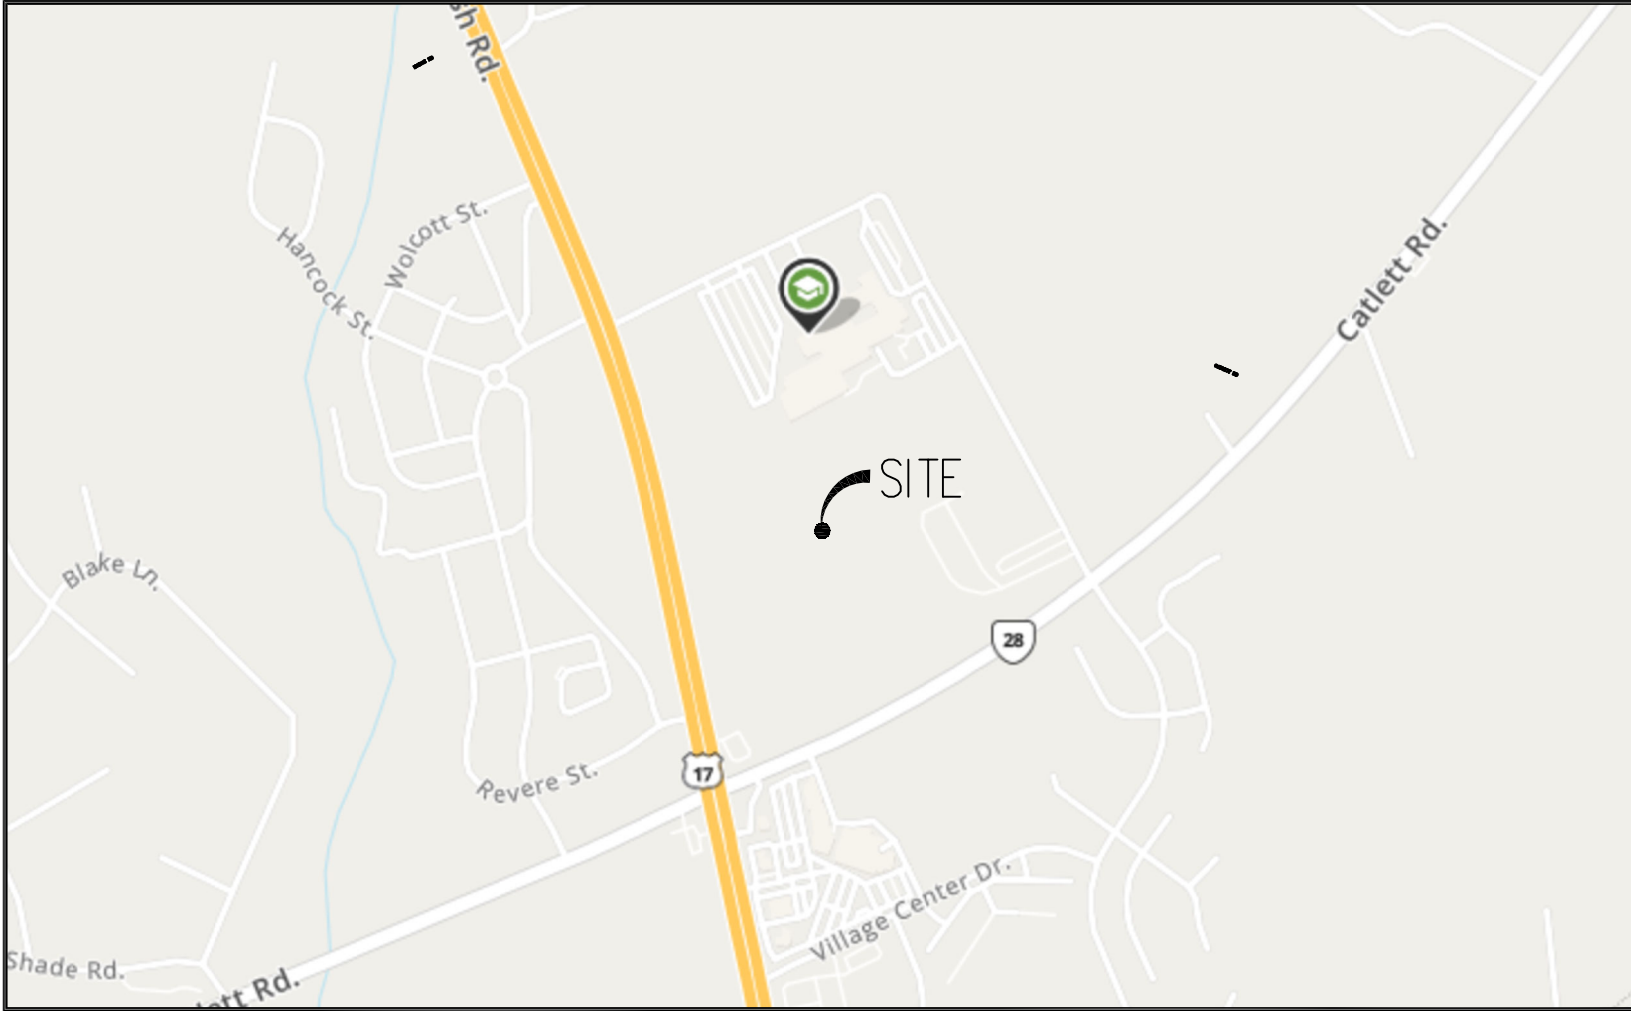 sh Rd.
Wolcott St.
Hancock St.
Catlett Rd.
SITE
Blake Ln.
28
17
Revere St.
Village Center Dr.
Shade Rd.
lett Rd.